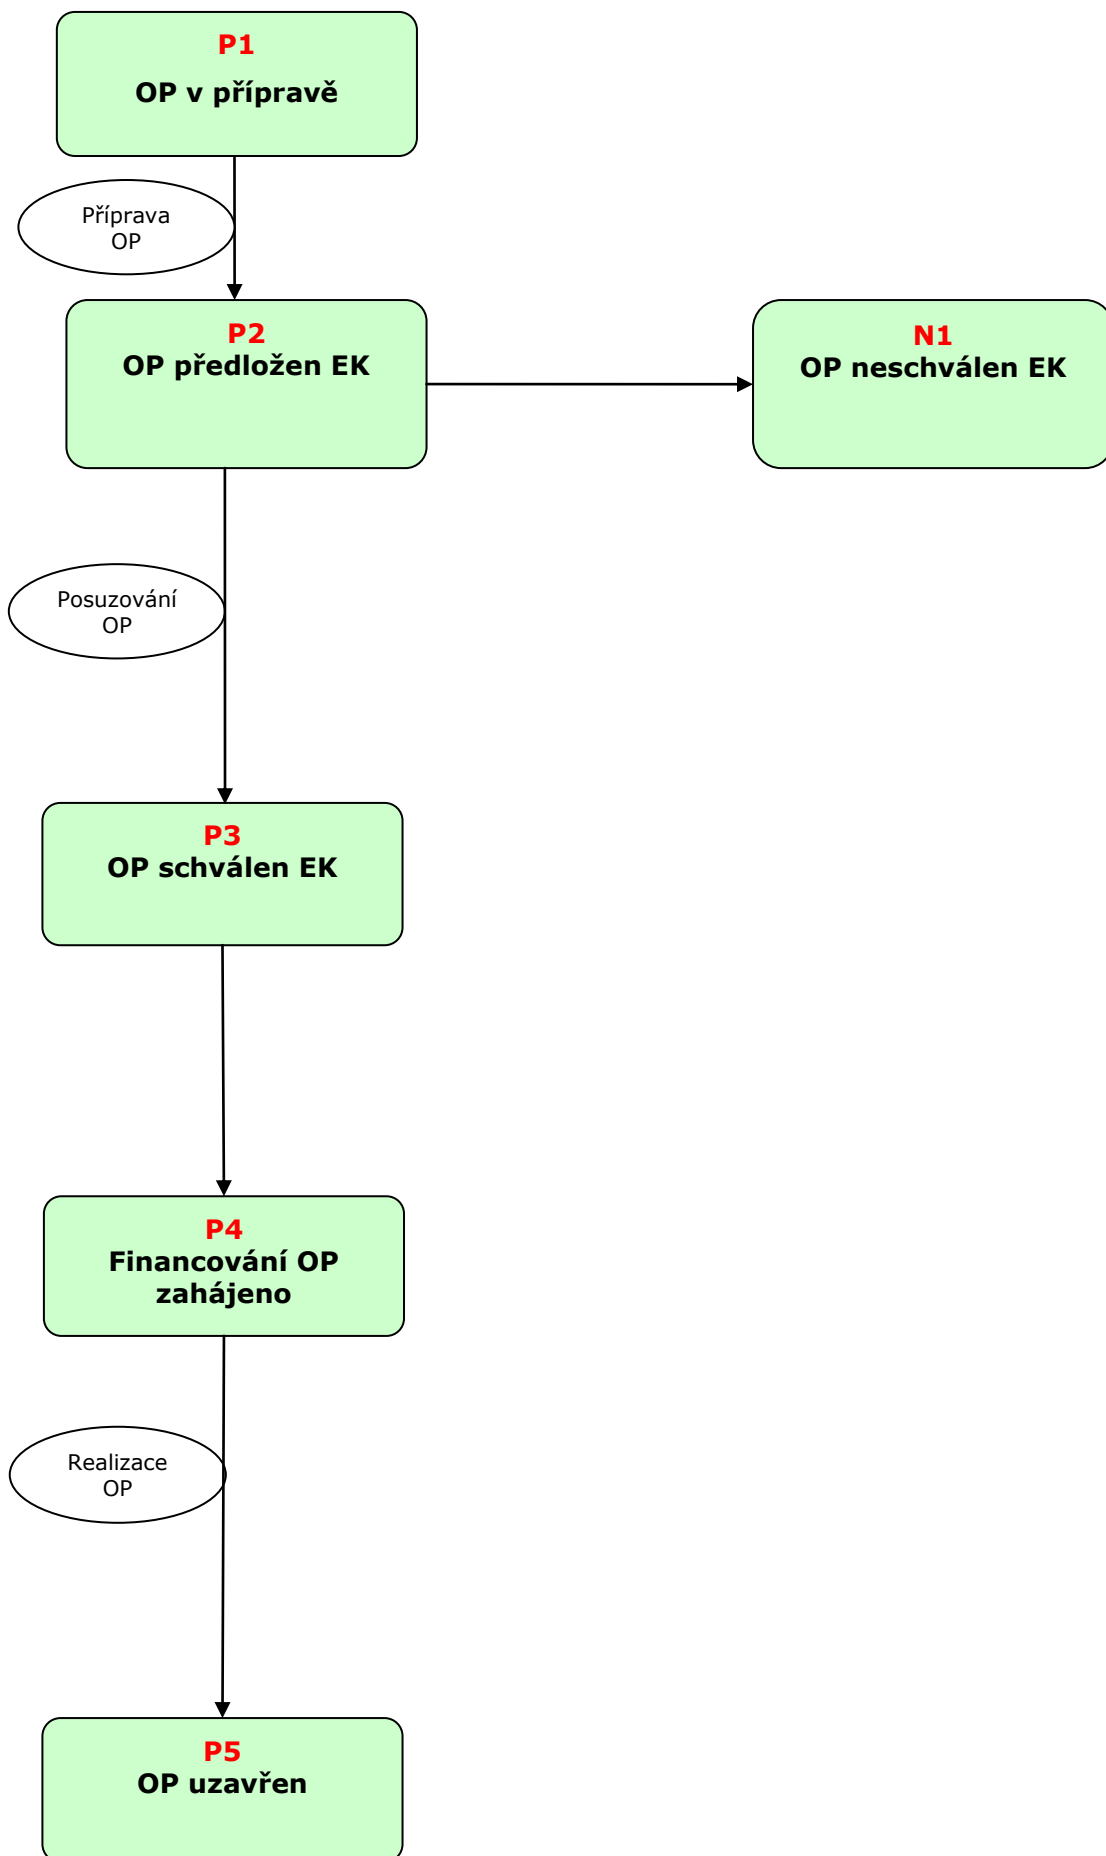 P1
OP v přípravě
Příprava
OP
P2
OP předložen EK
N1
OP neschválen EK
Posuzování
OP
P3
OP schválen EK
P4
Financování OP
zahájeno
Realizace
OP
P5
OP uzavřen